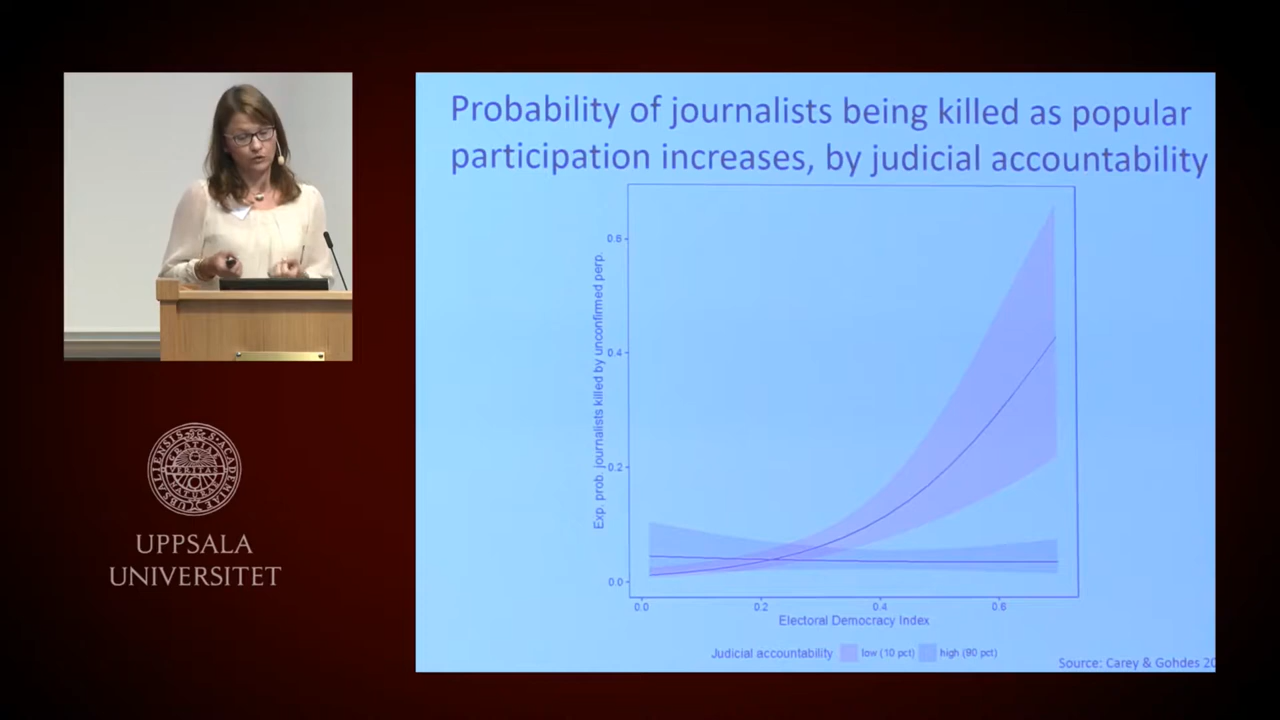 Probability of journalists being killed as popular
participation increases, by judicial accountability
Exp. prob. journalists killed by unconfirmed perp.
0.6
0.4
0.2
0.0
0.0 0.2 0.4 0.6
Electoral Democracy Index
Judicial accountability low (10 pct) high (90 pct)
Source: Carey & Gohdes 20
UPPSALA
UNIVERSITET